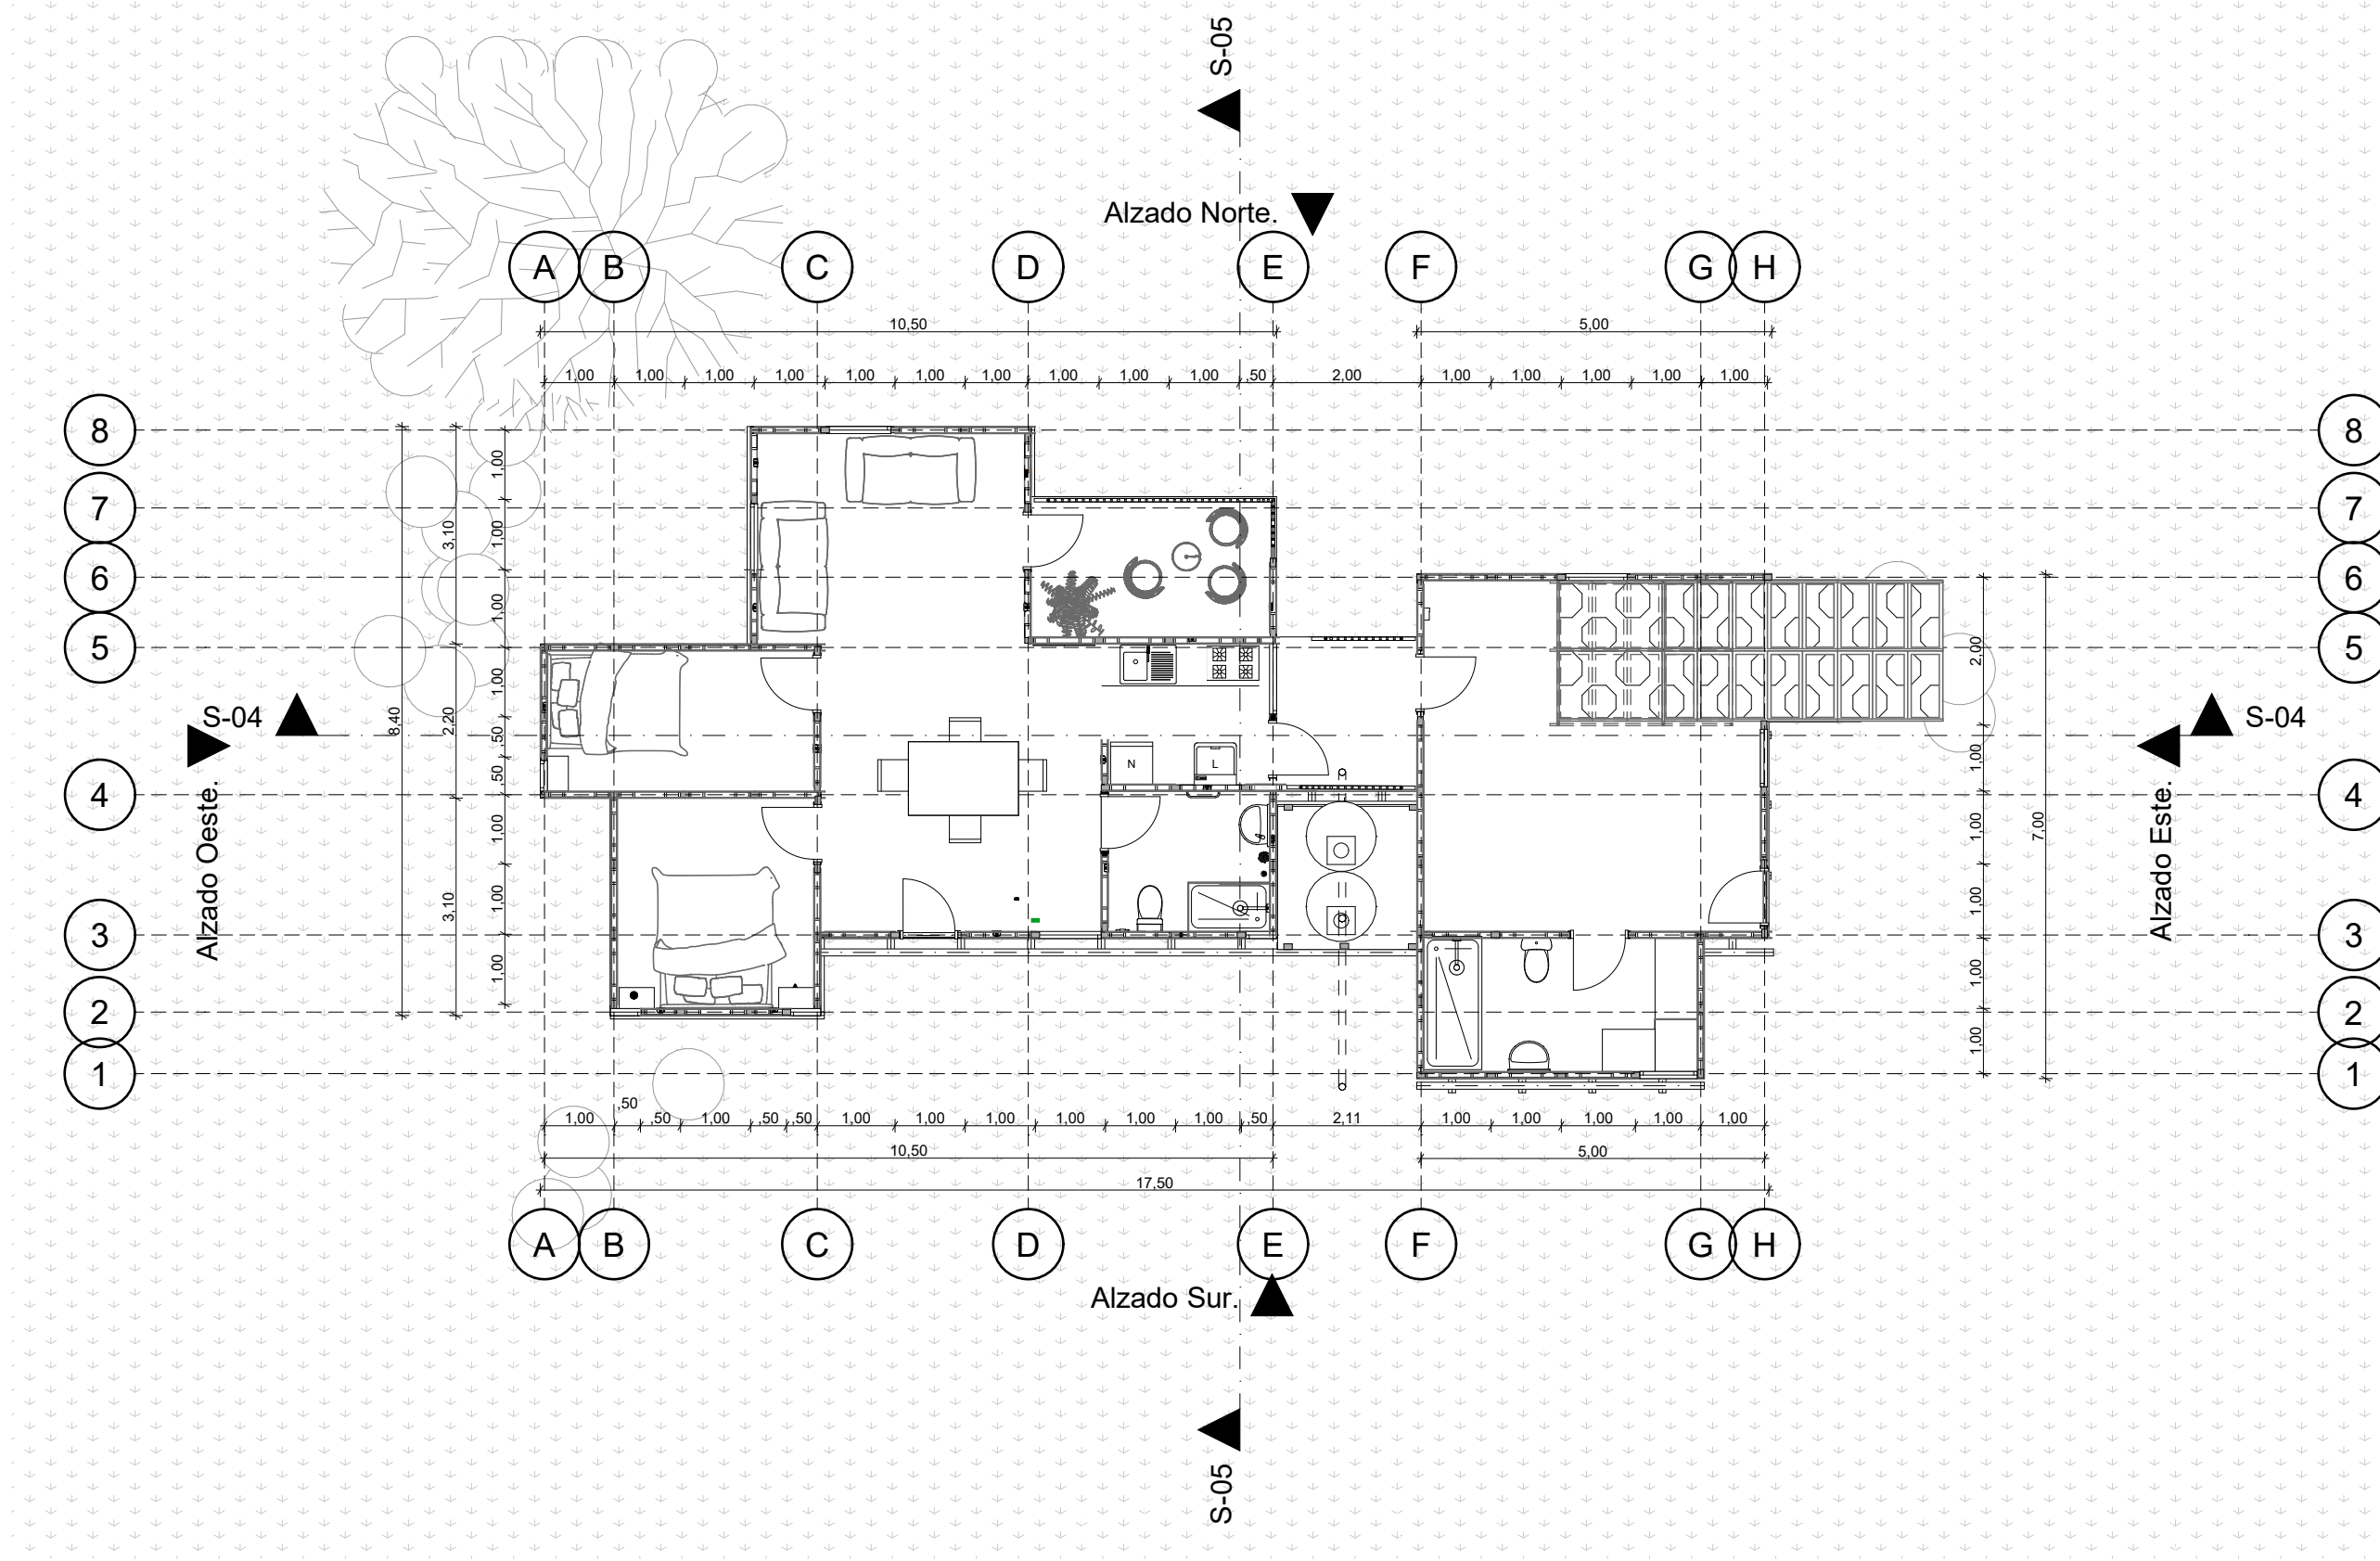 S-05
Alzado Norte.
A B C D E F G H
10,50 5,00
1,00 1,00 1,00 1,00 1,00 1,00 1,00 1,00 1,00 1,00 ,50 2,00 1,00 1,00 1,00 1,00 1,00
8 8
7 7
6 6
5 5
4 4
3 3
2 2
1 1
S-04
Alzado Oeste.
8,40
3,10
2,20
3,10
1,00
1,00
1,00
1,00
,50
,50
1,00
1,00
1,00
N L
2,00
1,00
1,00
1,00
1,00
1,00
7,00
S-04
Alzado Este.
1,00 ,50 ,50 1,00 ,50 ,50 1,00 1,00 1,00 1,00 1,00 1,00 ,50 2,11 1,00 1,00 1,00 1,00 1,00
10,50 5,00
17,50
A B C D E F G H
Alzado Sur.
S-05